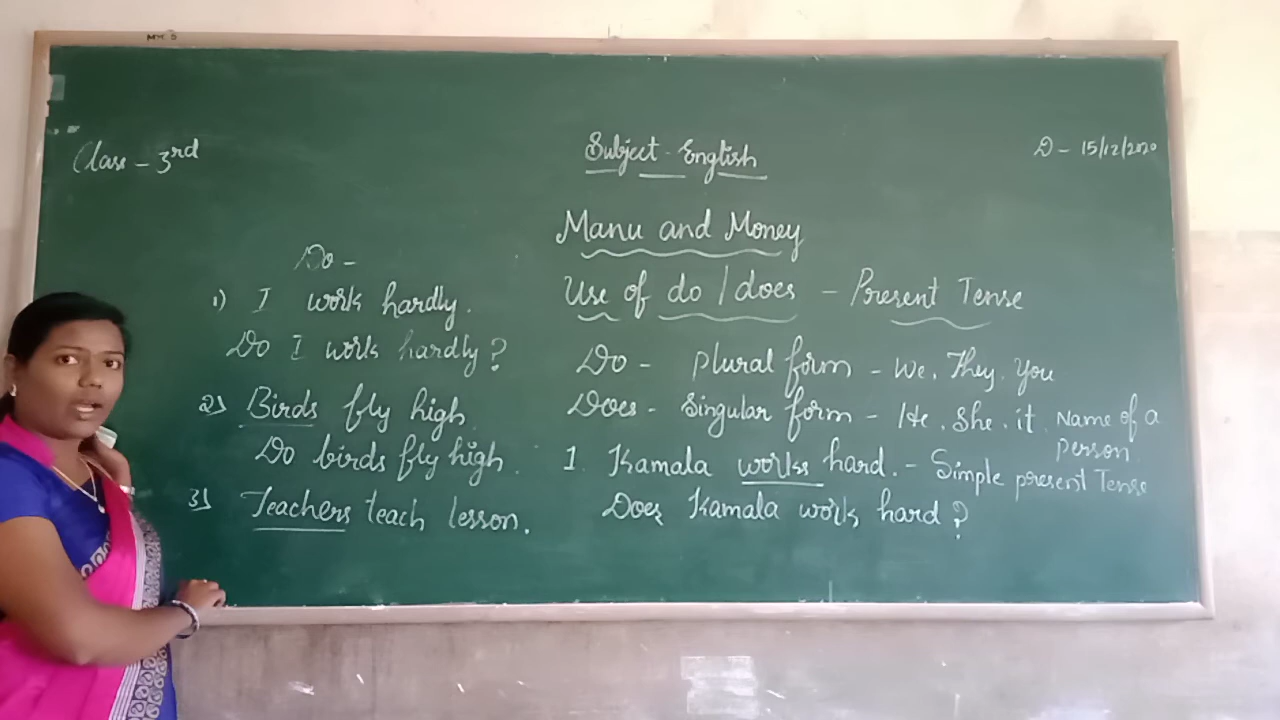 Class - 3rd
Subject - English
D - 15/12/2020
Manu and Money
Use of do / does - Present Tense
Do -
1) I work hardly.
Do I work hardly?
2) Birds fly high.
Do birds fly high.
3) Teachers teach lesson.
Do - Plural form - We, They, You
Does - Singular form - He, She, it, Name of a person
1. Kamala works hard. - Simple present Tense
Does Kamala work hard?